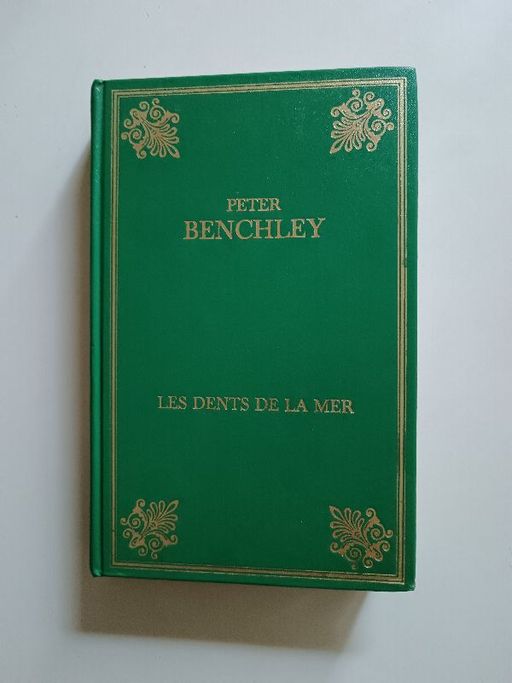 PETER
BENCHLEY
LES DENTS DE LA MER